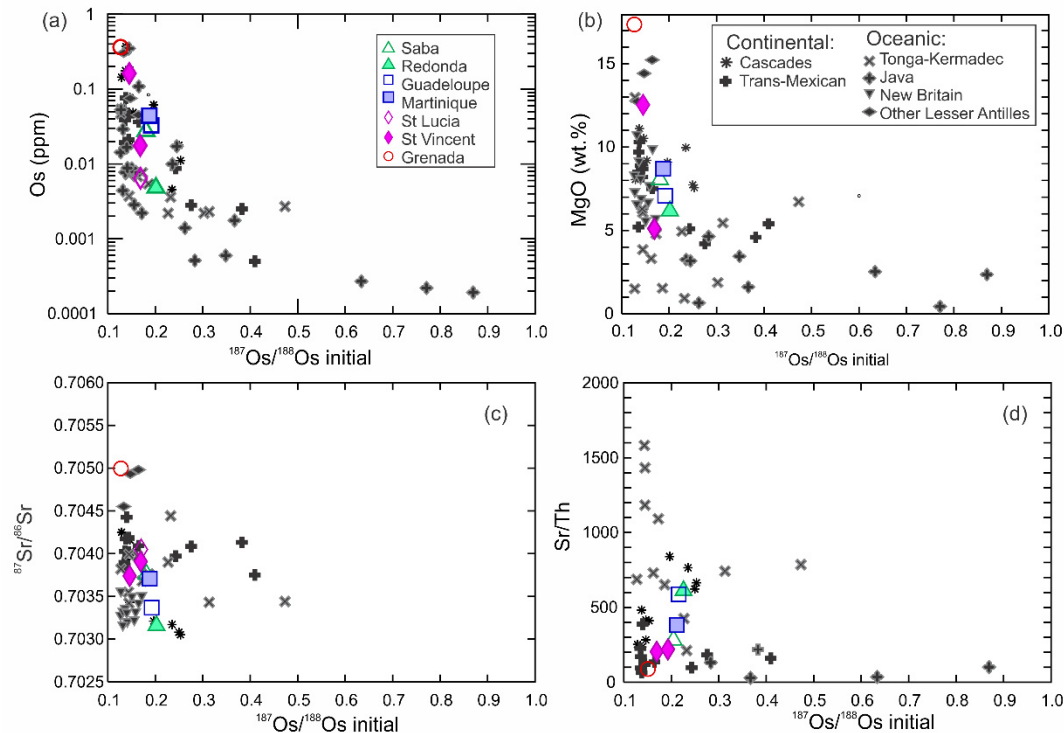 (a)
Os (ppm)
1
0.1
0.01
0.001
0.0001
0.1 0.2 0.3 0.4 0.5 0.6 0.7 0.8 0.9 1.0
187Os/188Os initial
Saba
Redonda
Guadeloupe
Martinique
St Lucia
St Vincent
Grenada
(b)
MgO (wt.%)
15
10
5
0
0.1 0.2 0.3 0.4 0.5 0.6 0.7 0.8 0.9 1.0
187Os/188Os initial
Continental:
Cascades
Trans-Mexican
Oceanic:
Tonga-Kermadec
Java
New Britain
Other Lesser Antilles
(c)
87Sr/86Sr
0.7060
0.7055
0.7050
0.7045
0.7040
0.7035
0.7030
0.7025
0.1 0.2 0.3 0.4 0.5 0.6 0.7 0.8 0.9 1.0
187Os/188Os initial
(d)
Sr/Th
2000
1500
1000
500
0
0.1 0.2 0.3 0.4 0.5 0.6 0.7 0.8 0.9 1.0
187Os/188Os initial